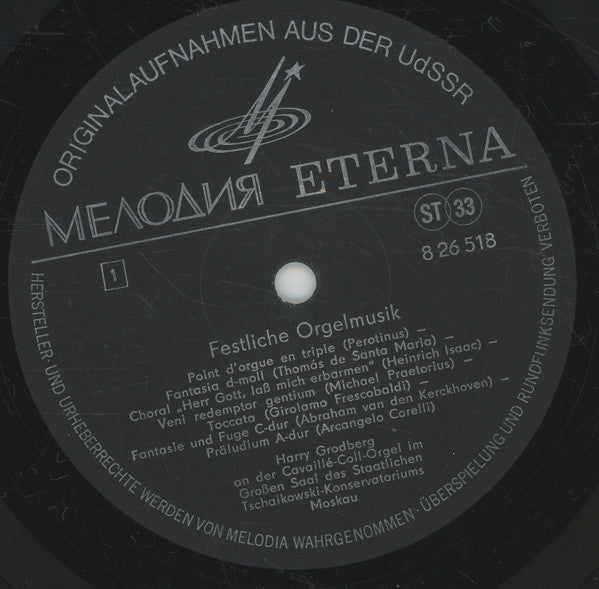 ORIGINALAUFNAHMEN AUS DER UdSSR
МЕЛОДИЯ ETERNA
ST 33
8 26 518
1
Festliche Orgelmusik
Point d'orgue en triple (Perotinus) –
Fantasia d-moll (Thomás de Santa Maria) –
Choral „Herr Gott, laß mich erbarmen" (Heinrich Isaac) –
Veni redemptor gentium (Michael Praetorius) –
Toccata (Girolamo Frescobaldi) –
Fantasie und Fuge C-dur (Abraham van den Kerckhoven) –
Präludium A-dur (Arcangelo Corelli)
Harry Grodberg
an der Cavaillé-Coll-Orgel im
Großen Saal des Staatlichen
Tschaikowski-Konservatoriums
Moskau
HERSTELLER- UND URHEBERRECHTE WERDEN VON MELODIA WAHRGENOMMEN · ÜBERSPIELUNG UND RUNDFUNKSENDUNG VERBOTEN